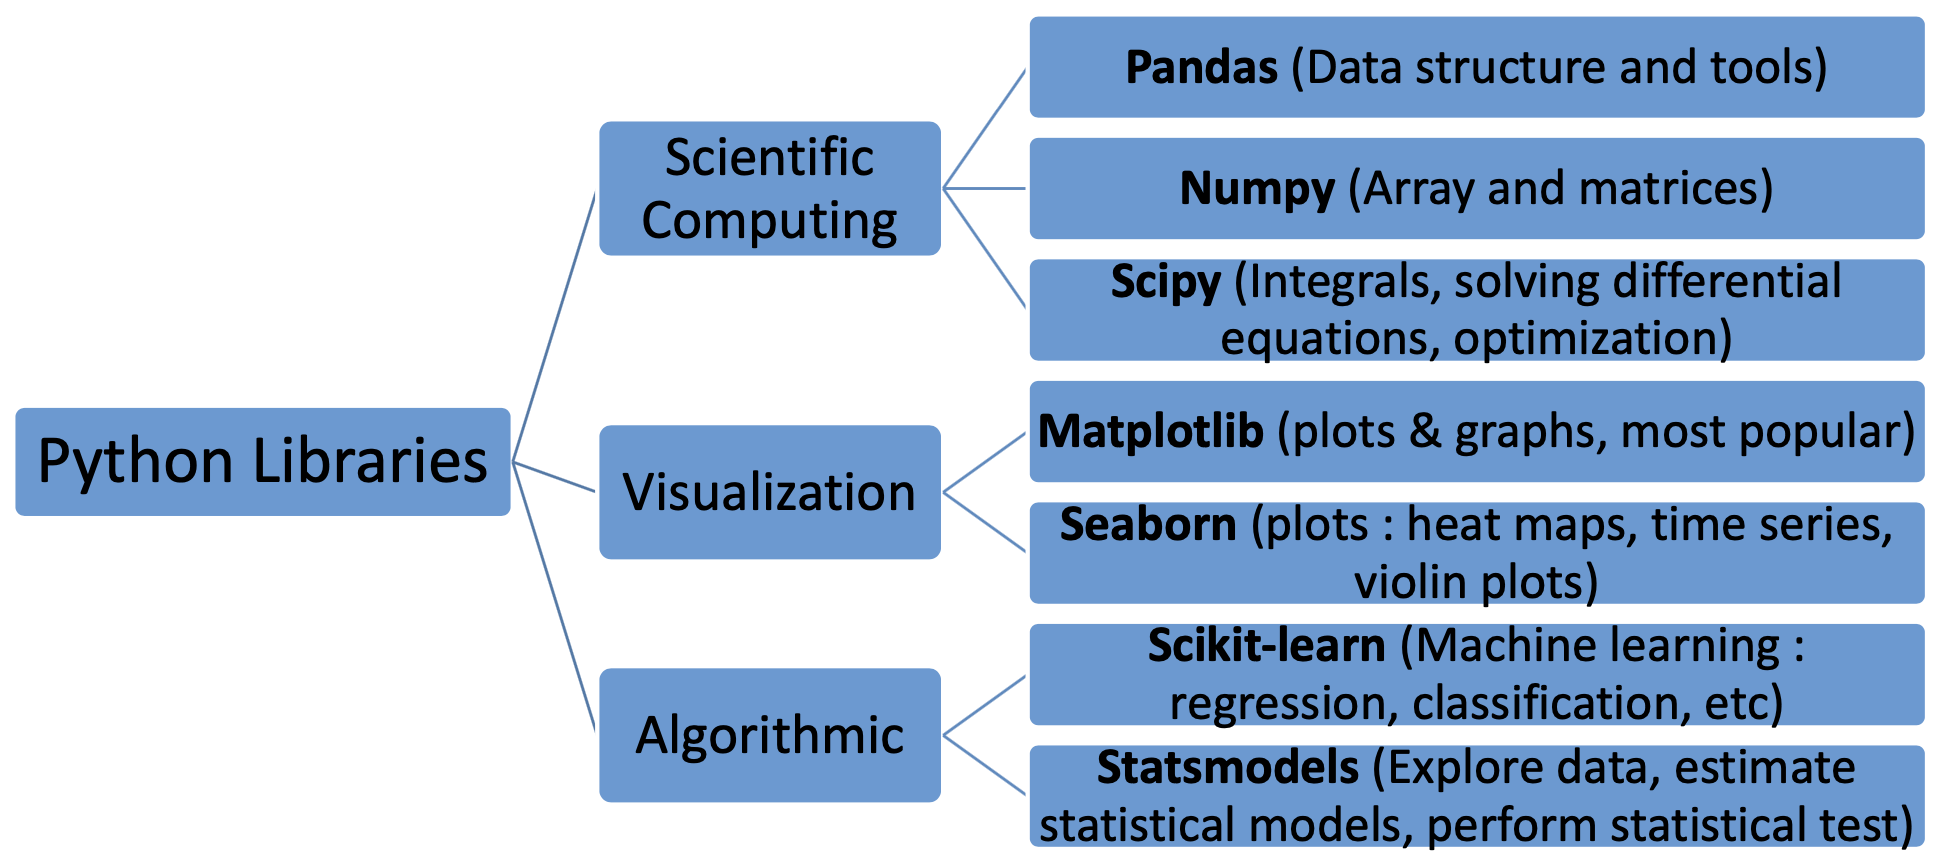 Python Libraries
Scientific
Computing
Pandas (Data structure and tools)
Numpy (Array and matrices)
Scipy (Integrals, solving differential
equations, optimization)
Visualization
Matplotlib (plots & graphs, most popular)
Seaborn (plots : heat maps, time series,
violin plots)
Algorithmic
Scikit-learn (Machine learning :
regression, classification, etc)
Statsmodels (Explore data, estimate
statistical models, perform statistical test)